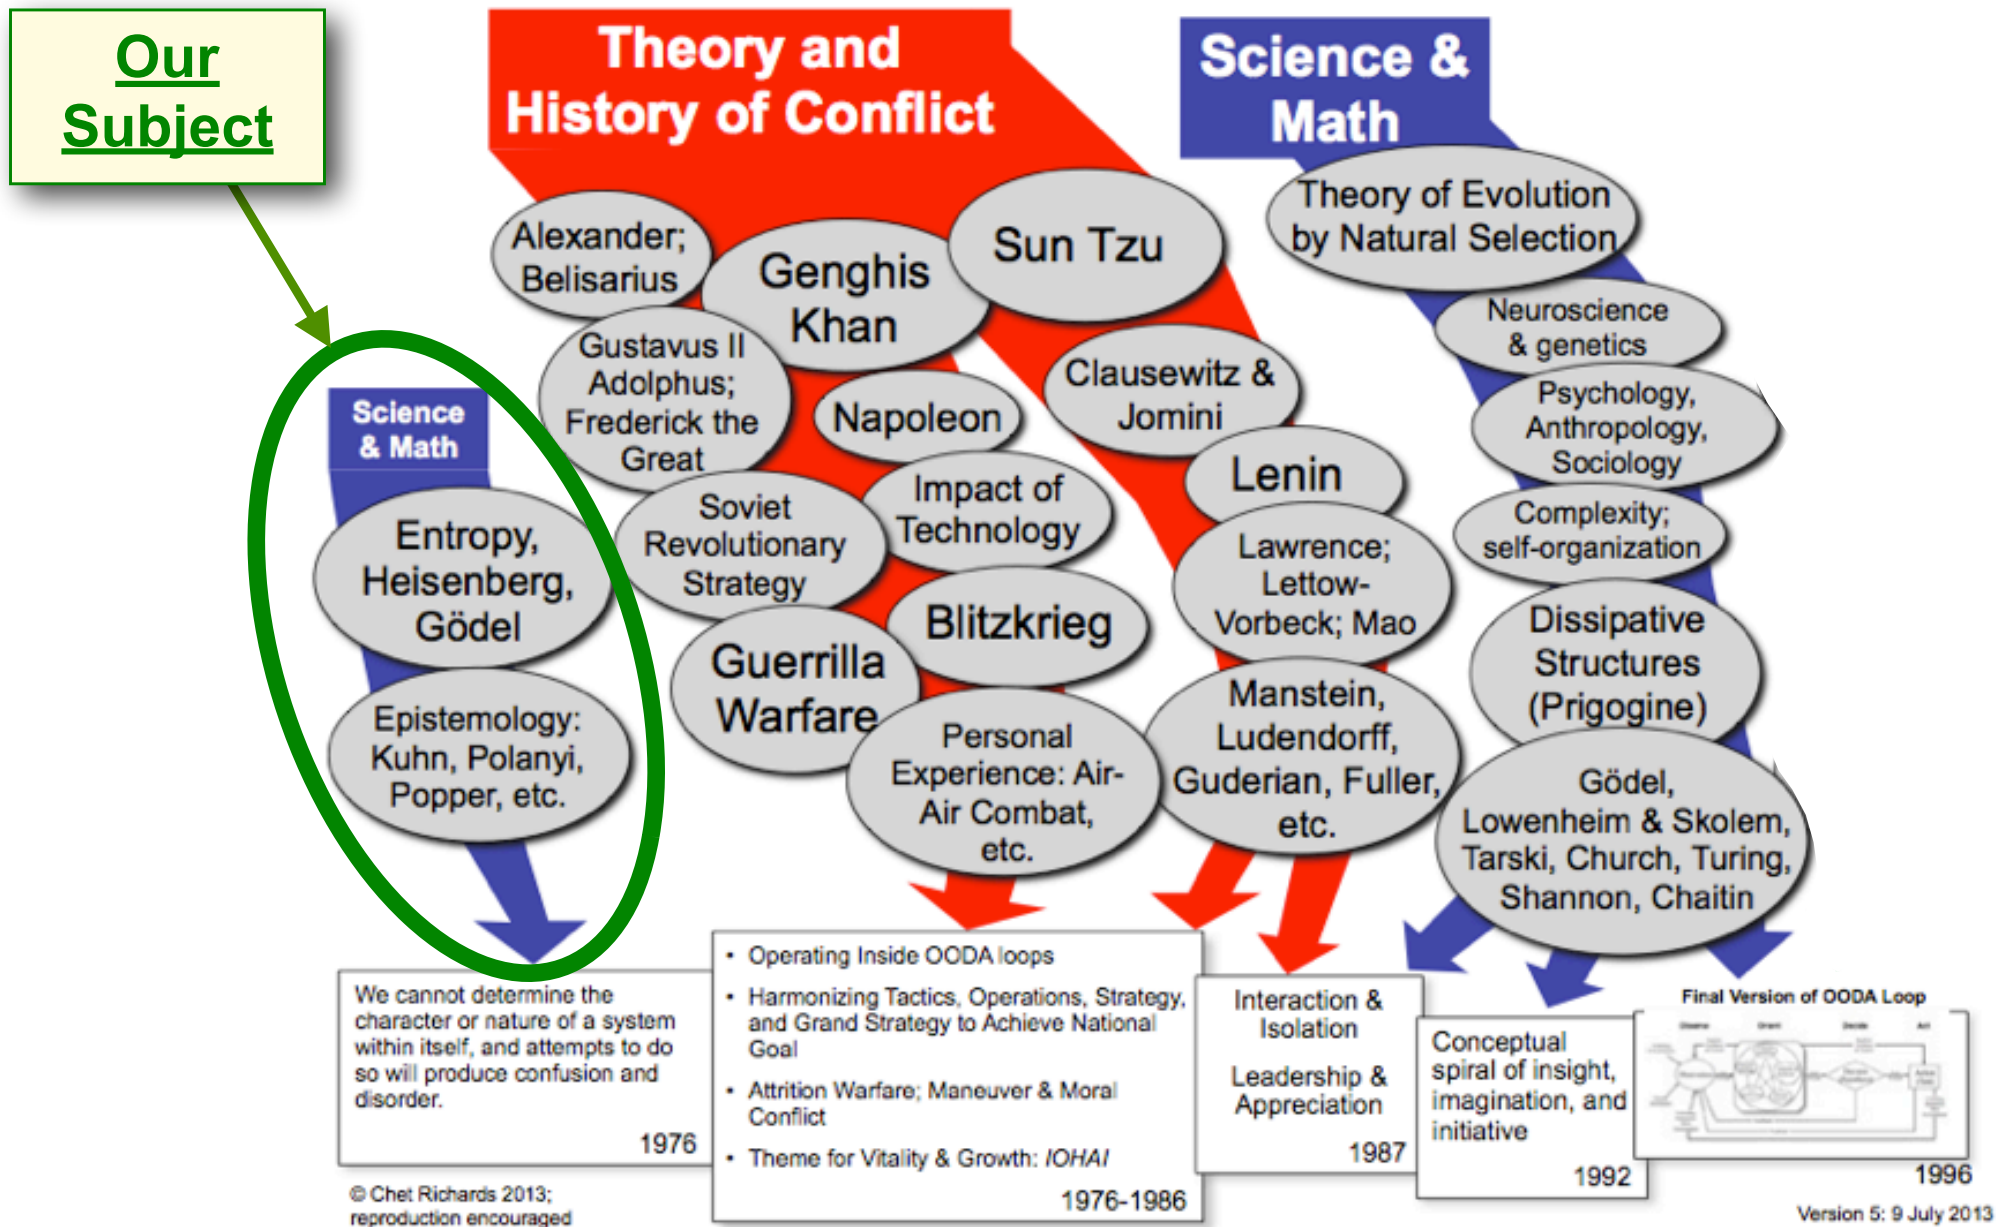 Our
Subject
Theory and
History of Conflict
Science &
Math
Alexander;
Belisarius
Genghis
Khan
Sun Tzu
Theory of Evolution
by Natural Selection
Neuroscience
& genetics
Gustavus II
Adolphus;
Frederick the
Great
Napoleon
Clausewitz &
Jomini
Psychology,
Anthropology,
Sociology
Science
& Math
Entropy,
Heisenberg,
Gödel
Soviet
Revolutionary
Strategy
Impact of
Technology
Lenin
Complexity;
self-organization
Lawrence;
Lettow-
Vorbeck; Mao
Blitzkrieg
Guerrilla
Warfare
Dissipative
Structures
(Prigogine)
Epistemology:
Kuhn, Polanyi,
Popper, etc.
Personal
Experience: Air-
Air Combat,
etc.
Manstein,
Ludendorff,
Guderian, Fuller,
etc.
Gödel,
Lowenheim & Skolem,
Tarski, Church, Turing,
Shannon, Chaitin
We cannot determine the
character or nature of a system
within itself, and attempts to do
so will produce confusion and
disorder.
1976
• Operating Inside OODA loops
• Harmonizing Tactics, Operations, Strategy,
and Grand Strategy to Achieve National
Goal
• Attrition Warfare; Maneuver & Moral
Conflict
• Theme for Vitality & Growth: IOHAI
1976-1986
Interaction &
Isolation
Leadership &
Appreciation
1987
Conceptual
spiral of insight,
imagination, and
initiative
1992
Final Version of OODA Loop
1996
© Chet Richards 2013;
reproduction encouraged
Version 5: 9 July 2013